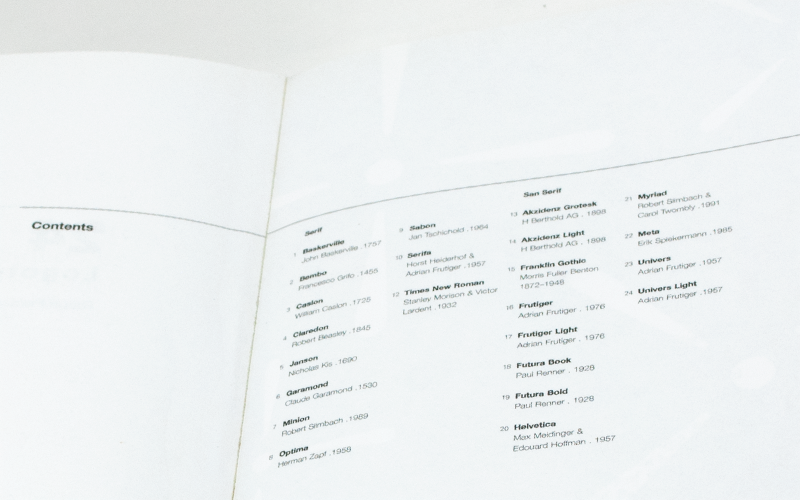 Contents
Serif
1 Baskerville
John Baskerville .1757
2 Bembo
Francesco Grifo .1455
3 Caslon
William Caslon .1725
4 Claredon
Robert Beasley .1845
5 Janson
Nicholas Kis .1690
6 Garamond
Claude Garamond .1530
7 Minion
Robert Slimbach .1989
8 Optima
Herman Zapf .1958
9 Sabon
Jan Tschichold .1964
10 Serifa
Horst Heiderhof &
Adrian Frutiger .1957
12 Times New Roman
Stanley Morison & Victor
Lardent .1932
San Serif
13 Akzidenz Grotesk
H Berthold AG . 1898
14 Akzidenz Light
H Berthold AG . 1898
15 Franklin Gothic
Morris Fuller Benton
1872–1948
16 Frutiger
Adrian Frutiger . 1976
17 Frutiger Light
Adrian Frutiger . 1976
18 Futura Book
Paul Renner . 1928
19 Futura Bold
Paul Renner . 1928
20 Helvetica
Max Meidinger &
Edouard Hoffman . 1957
21 Myriad
Robert Slimbach &
Carol Twombly .1991
22 Meta
Erik Spiekermann .1985
23 Univers
Adrian Frutiger .1957
24 Univers Light
Adrian Frutiger .1957